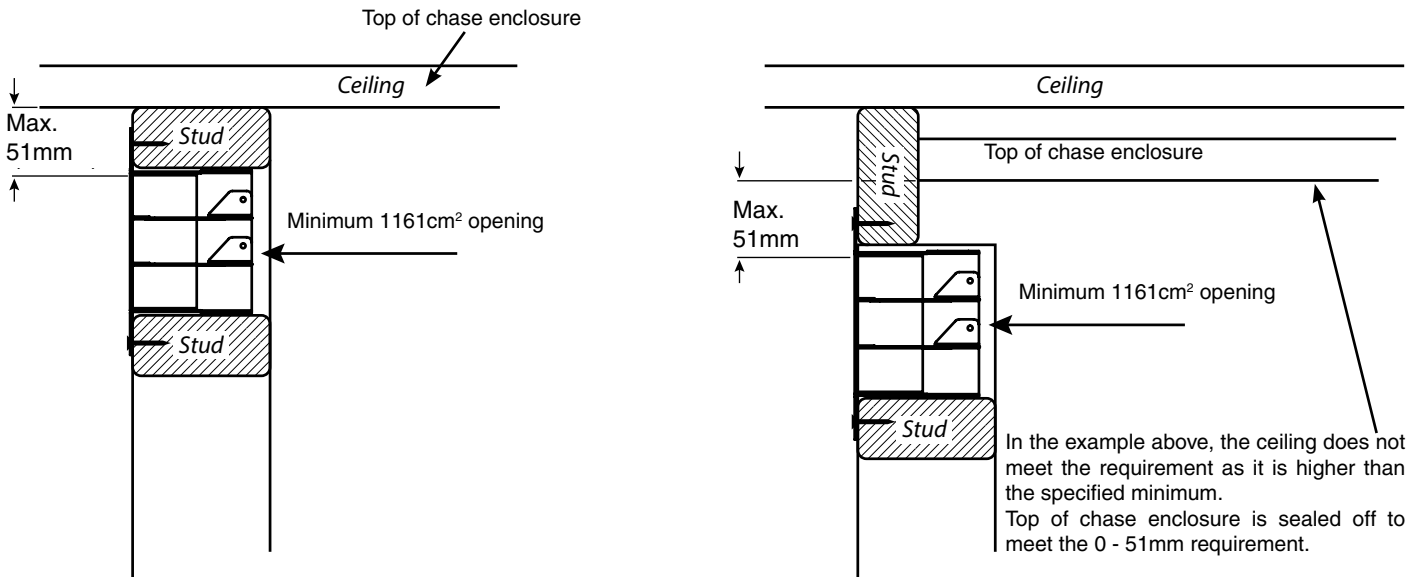 Top of chase enclosure
Ceiling
Max.
51mm
Stud
Minimum 1161cm² opening
Stud
Ceiling
Stud
Top of chase enclosure
Max.
51mm
Minimum 1161cm² opening
Stud
In the example above, the ceiling does not
meet the requirement as it is higher than
the specified minimum.
Top of chase enclosure is sealed off to
meet the 0 - 51mm requirement.